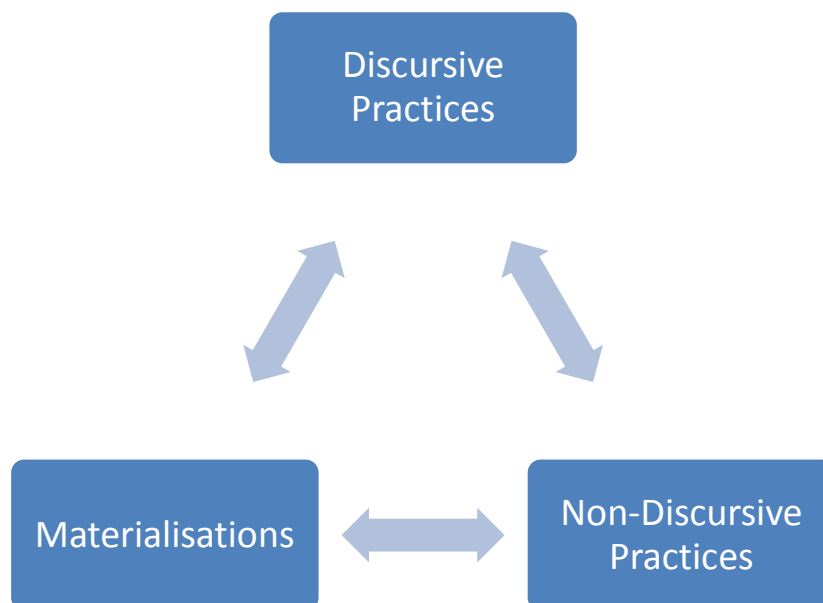 Discursive
Practices
Materialisations
Non-Discursive
Practices